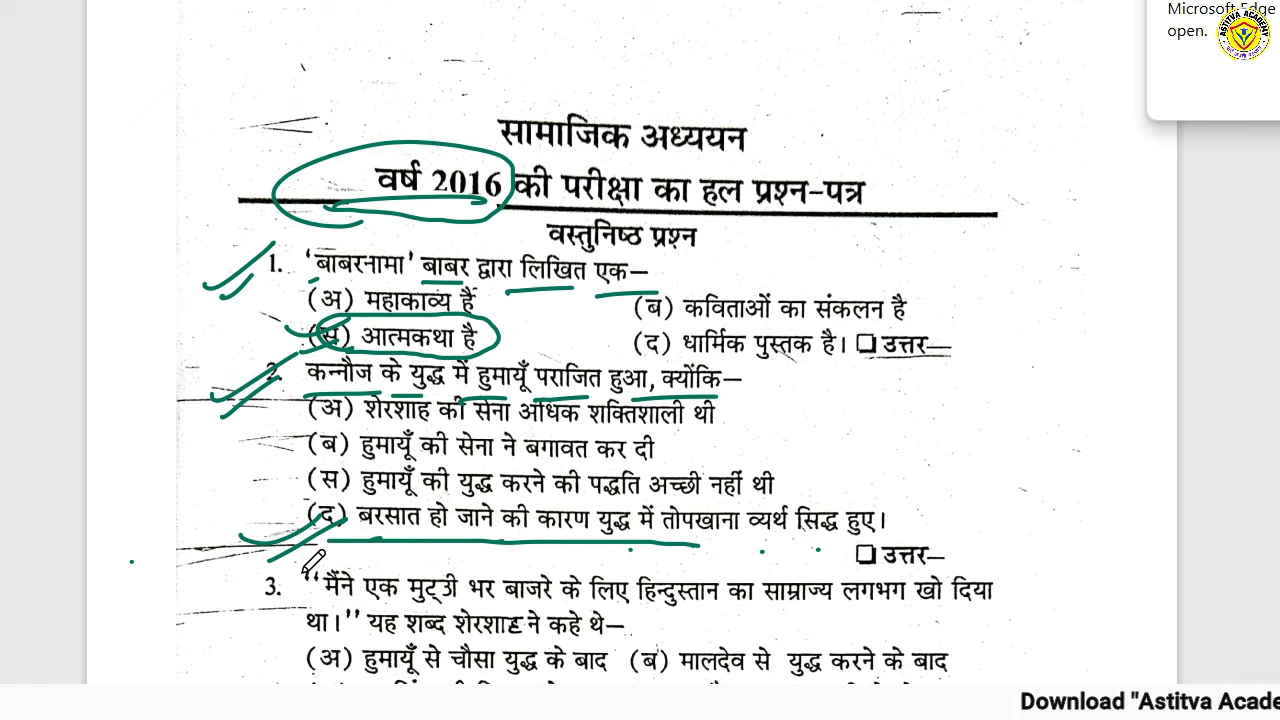 Microsoft Edge
open.
ASTITVA ACADEMY
सामाजिक अध्ययन
वर्ष 2016 की परीक्षा का हल प्रश्न-पत्र
वस्तुनिष्ठ प्रश्न
1. 'बाबरनामा' बाबर द्वारा लिखित एक–
(अ) महाकाव्य हैं (ब) कविताओं का संकलन है
(स) आत्मकथा है (द) धार्मिक पुस्तक है। ❑ उत्तर–
2. कन्नौज के युद्ध में हुमायूँ पराजित हुआ, क्योंकि–
(अ) शेरशाह की सेना अधिक शक्तिशाली थी
(ब) हुमायूँ की सेना ने बगावत कर दी
(स) हुमायूँ की युद्ध करने की पद्धति अच्छी नहीं थी
(द) बरसात हो जाने की कारण युद्ध में तोपखाना व्यर्थ सिद्ध हुए।
❑ उत्तर–
3. "मैंने एक मुट्ठी भर बाजरे के लिए हिन्दुस्तान का साम्राज्य लगभग खो दिया
था।" यह शब्द शेरशाह ने कहे थे–
(अ) हुमायूँ से चौसा युद्ध के बाद (ब) मालदेव से युद्ध करने के बाद
Download "Astitva Acade